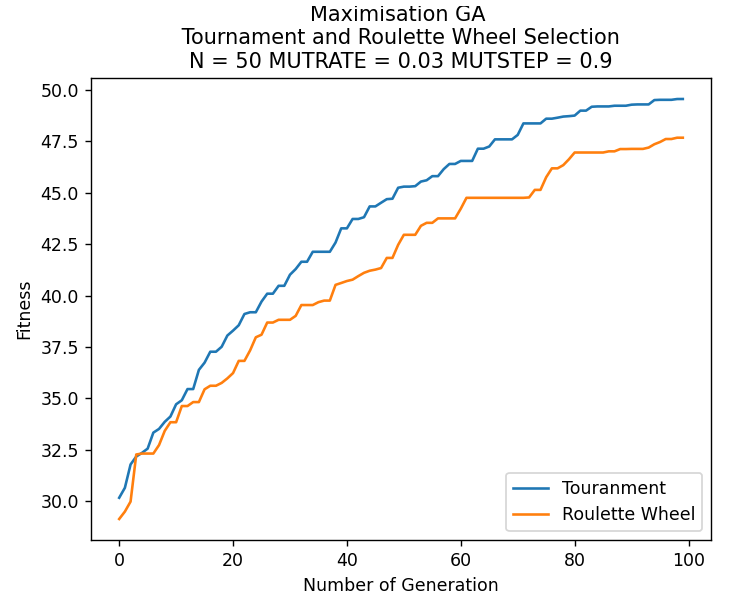 Maximisation GA
Tournament and Roulette Wheel Selection
N = 50 MUTRATE = 0.03 MUTSTEP = 0.9
50.0
47.5
45.0
42.5
40.0
37.5
35.0
32.5
30.0
Fitness
Touranment
Roulette Wheel
0 20 40 60 80 100
Number of Generation